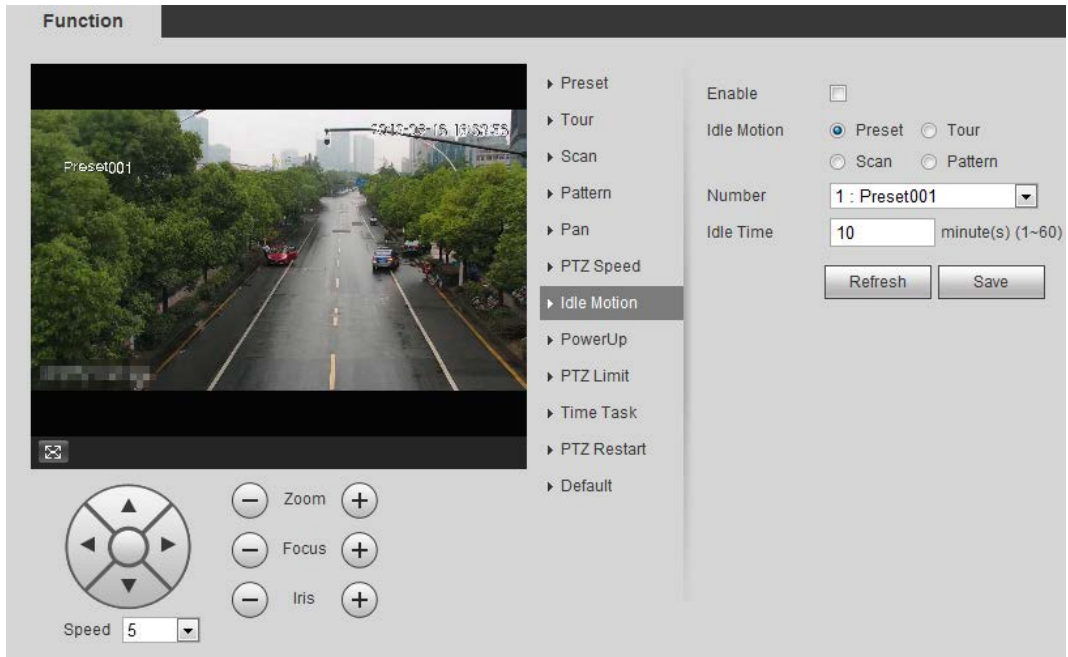 Function
Preset001
Preset
Tour
Scan
Pattern
Pan
PTZ Speed
Idle Motion
PowerUp
PTZ Limit
Time Task
PTZ Restart
Default
Enable
Idle Motion Preset Tour
Scan Pattern
Number 1 : Preset001
Idle Time 10 minute(s) (1~60)
Refresh Save
Zoom
Focus
Iris
Speed 5